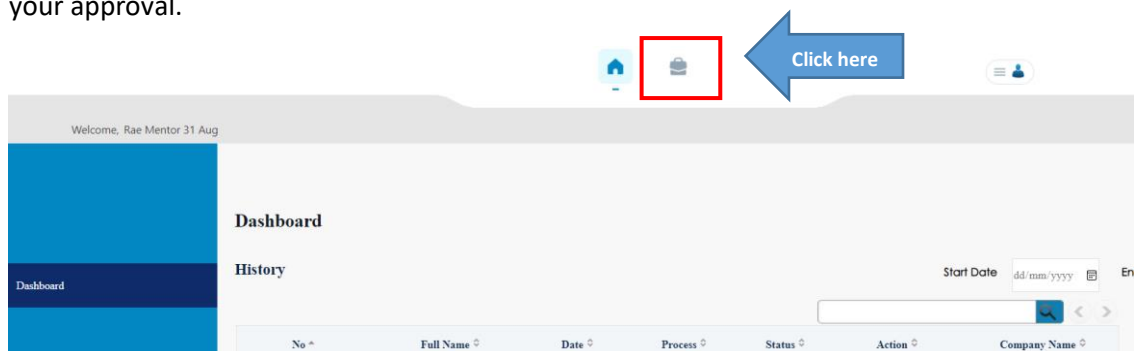 your approval.
Click here
Welcome, Rae Mentor 31 Aug
Dashboard
History
Start Date dd/mm/yyyy En
Dashboard
No Full Name Date Process Status Action Company Name